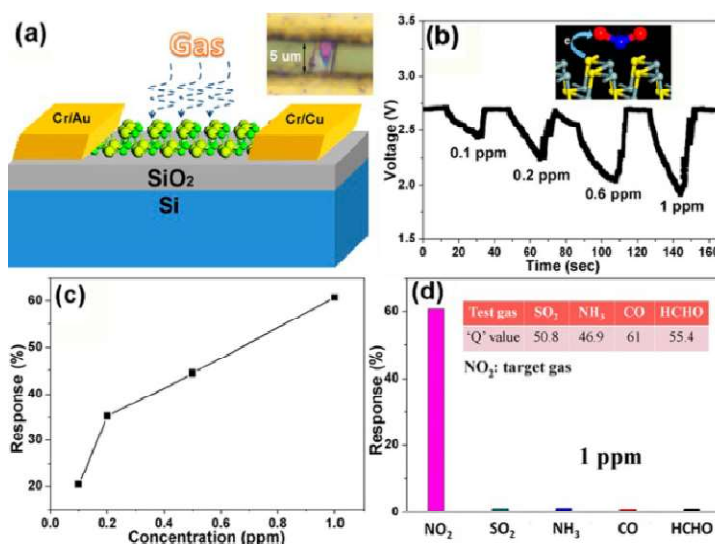 (a)
Gas
5 um
Cr/Au
Cr/Cu
SiO₂
Si
(b)
e
3.5
3.0
2.5
2.0
1.5
Voltage (V)
0.1 ppm
0.2 ppm
0.6 ppm
1 ppm
0 20 40 60 80 100 120 140 160
Time (sec)
(c)
60
50
40
30
20
Response (%)
0.0 0.2 0.4 0.6 0.8 1.0
Concentration (ppm)
(d)
60
40
20
0
Response (%)
Test gas SO₂ NH₃ CO HCHO
‘Q’ value 50.8 46.9 61 55.4
NO₂: target gas
1 ppm
NO₂ SO₂ NH₃ CO HCHO